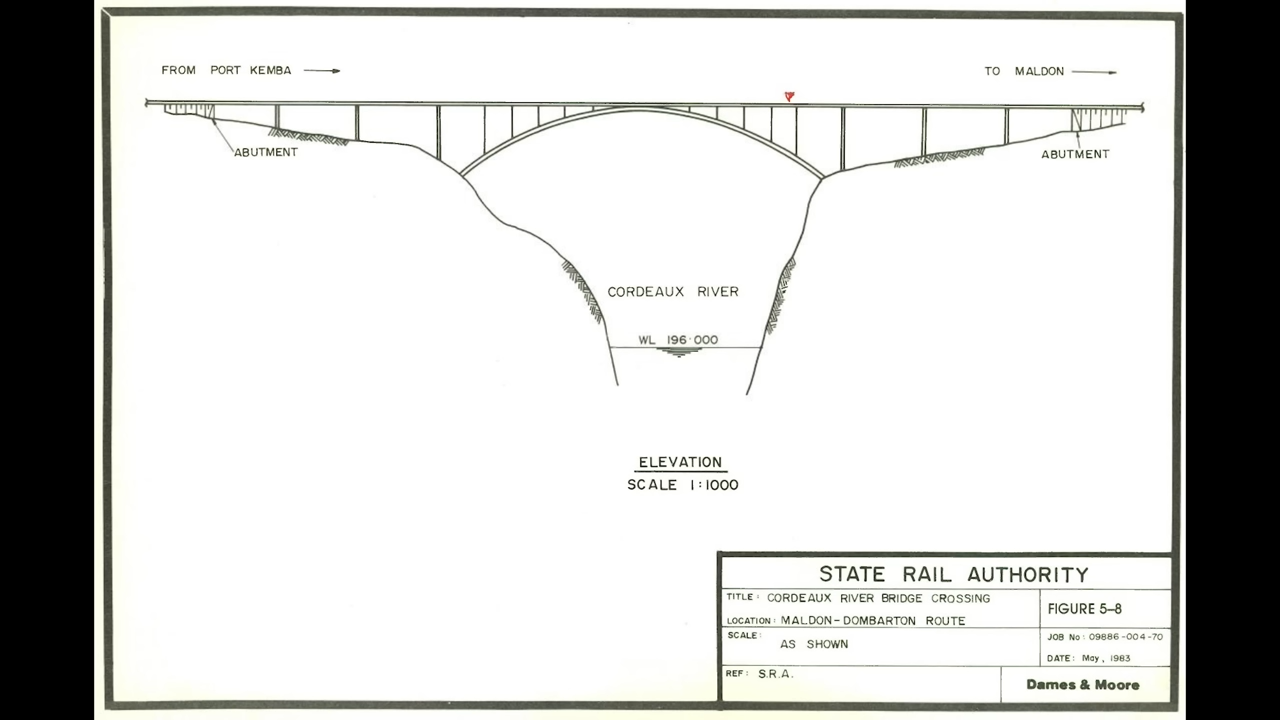 FROM PORT KEMBA
TO MALDON
ABUTMENT
ABUTMENT
CORDEAUX RIVER
WL 196·000
ELEVATION
SCALE 1:1000
STATE RAIL AUTHORITY
TITLE: CORDEAUX RIVER BRIDGE CROSSING
LOCATION: MALDON-DOMBARTON ROUTE
FIGURE 5-8
SCALE: AS SHOWN
JOB No: 09886-004-70
DATE: May, 1983
REF: S.R.A.
Dames & Moore